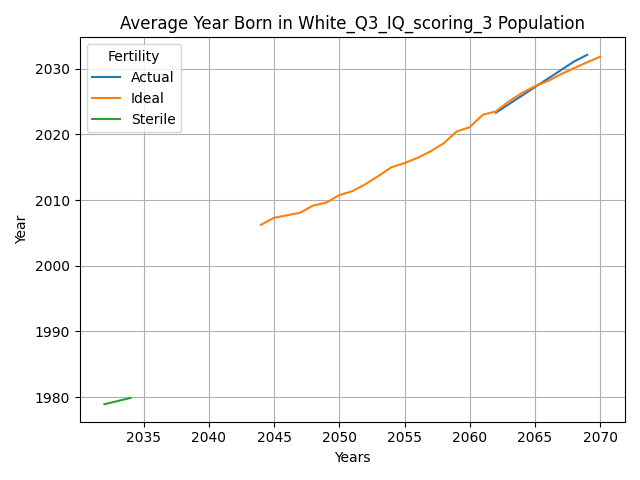 Average Year Born in White_Q3_IQ_scoring_3 Population
Fertility
Actual
Ideal
Sterile
Year
2030
2020
2010
2000
1990
1980
2035
2040
2045
2050
2055
2060
2065
2070
Years